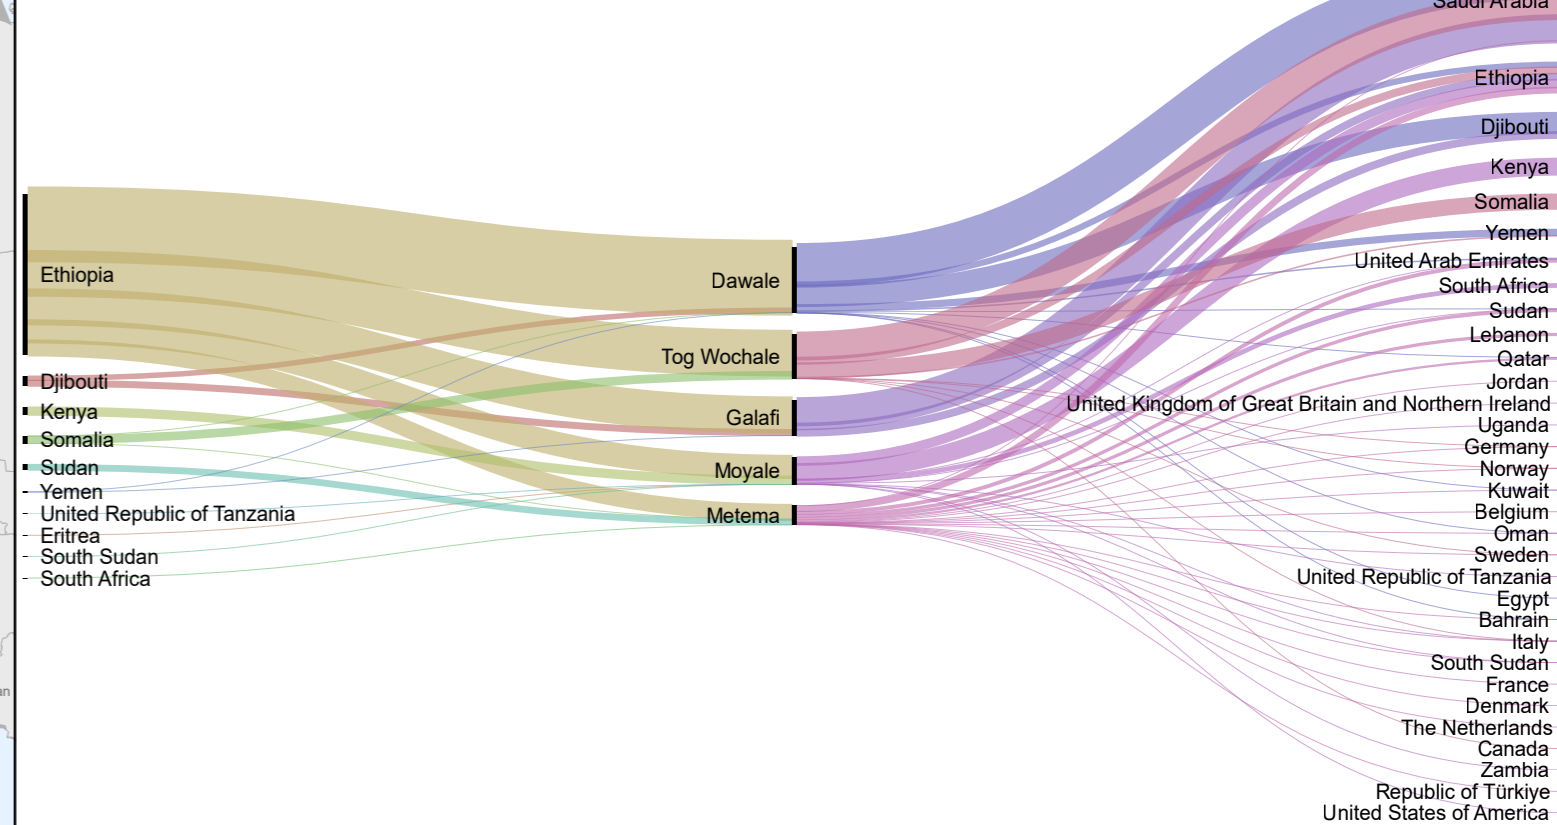 Ethiopia
Djibouti
Kenya
Somalia
Sudan
Yemen
United Republic of Tanzania
Eritrea
South Sudan
South Africa
Dawale
Tog Wochale
Galafi
Moyale
Metema
Saudi Arabia
Ethiopia
Djibouti
Kenya
Somalia
Yemen
United Arab Emirates
South Africa
Sudan
Lebanon
Qatar
Jordan
United Kingdom of Great Britain and Northern Ireland
Uganda
Germany
Norway
Kuwait
Belgium
Oman
Sweden
United Republic of Tanzania
Egypt
Bahrain
Italy
South Sudan
France
Denmark
The Netherlands
Canada
Zambia
Republic of Türkiye
United States of America